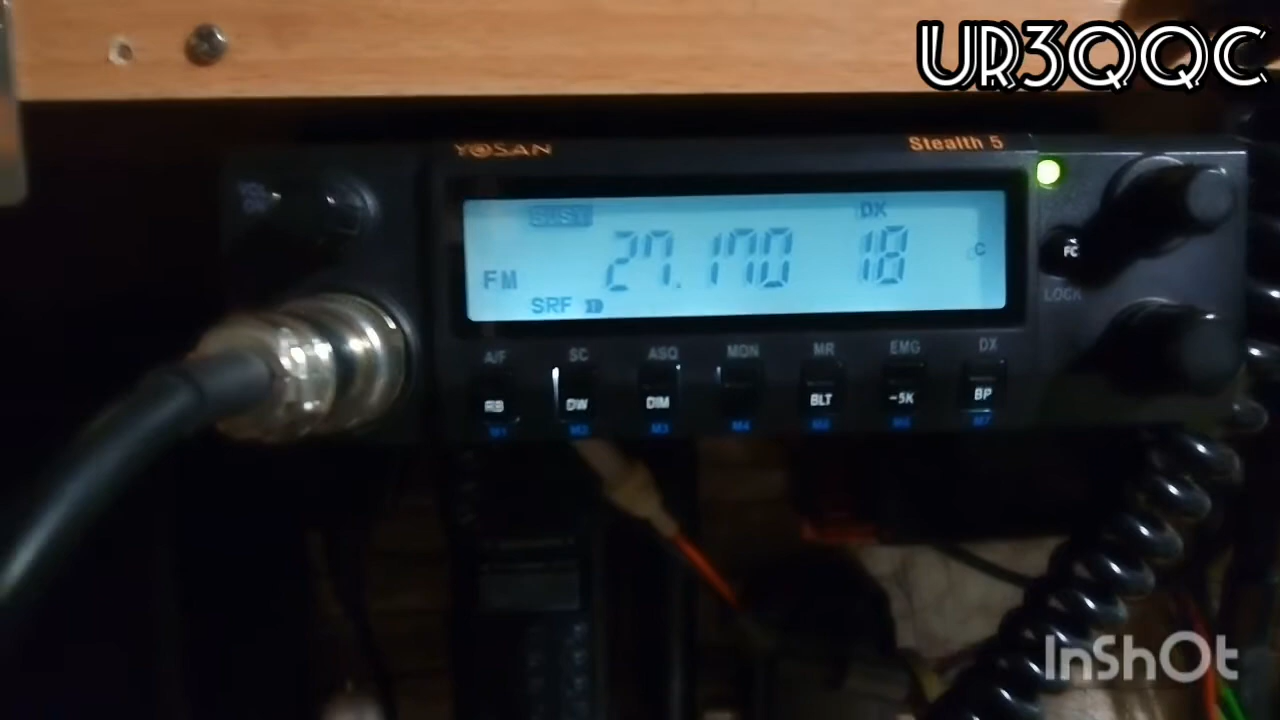 UR3QQC
YOSAN Stealth 5
BUSY DX
FM 27.170 18 C
SRF
FC
LOCK
A/F SC ASQ MON MR EMG DX
DW DIM BLT -5K BP
M1 M2 M3 M4 M5 M6 M7
InShOt